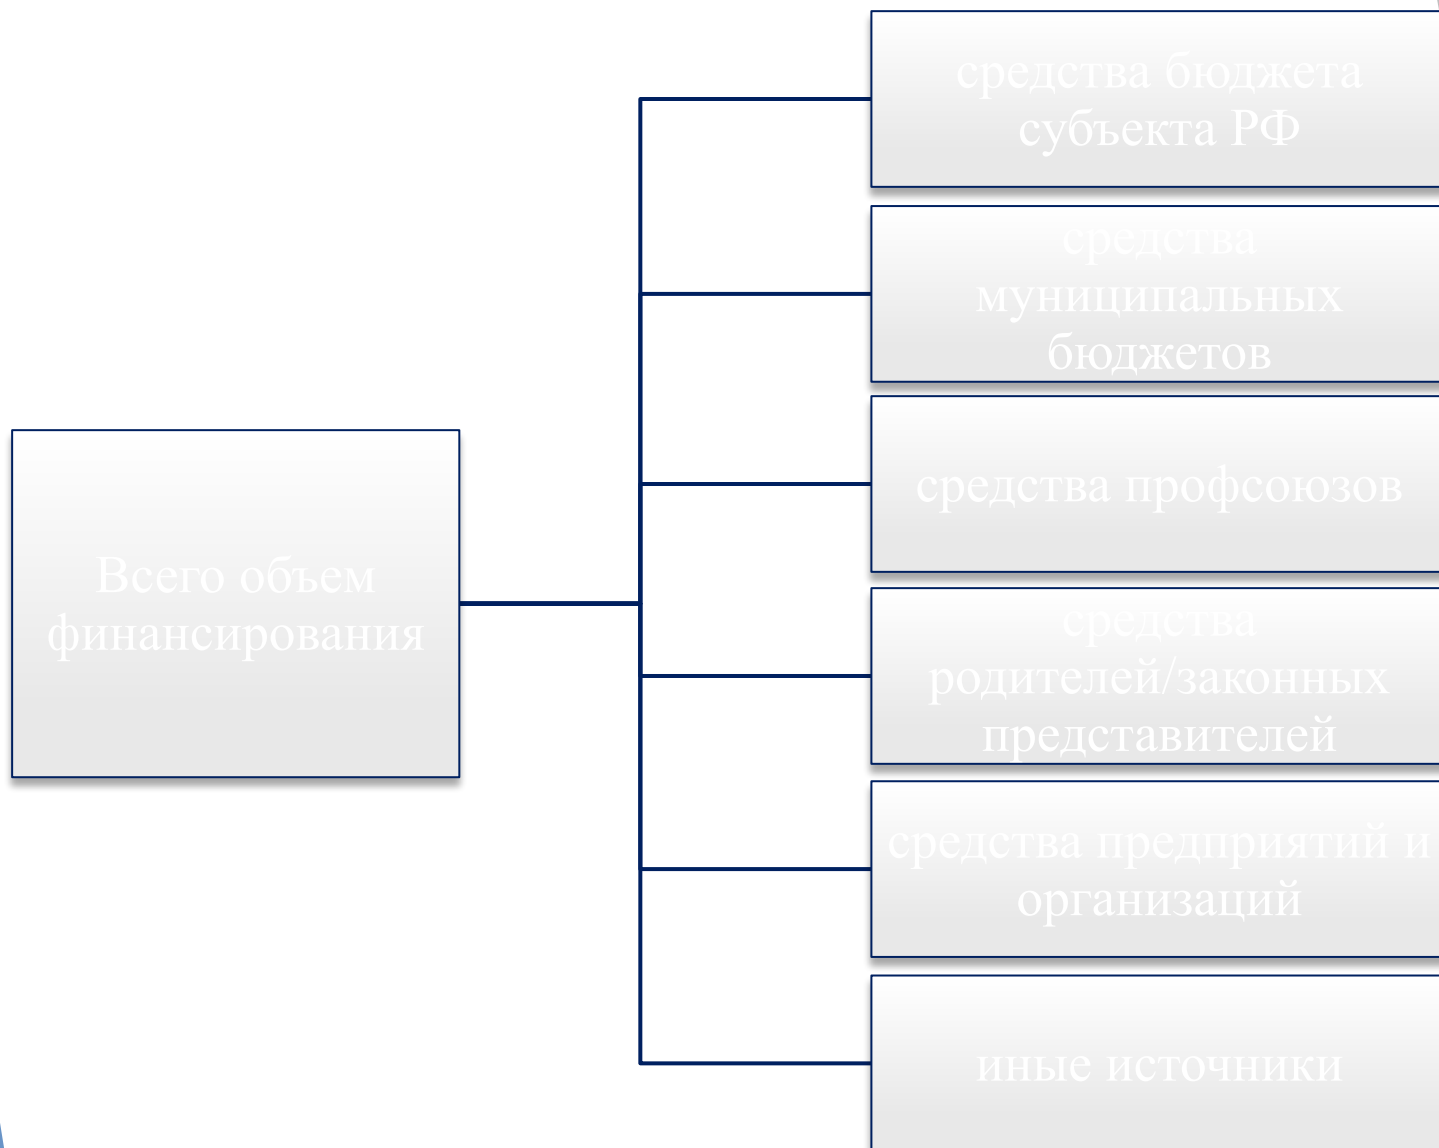 Всего объем
финансирования
средства бюджета
субъекта РФ
средства
муниципальных
бюджетов
средства профсоюзов
средства
родителей/законных
представителей
средства предприятий и
организаций
иные источники